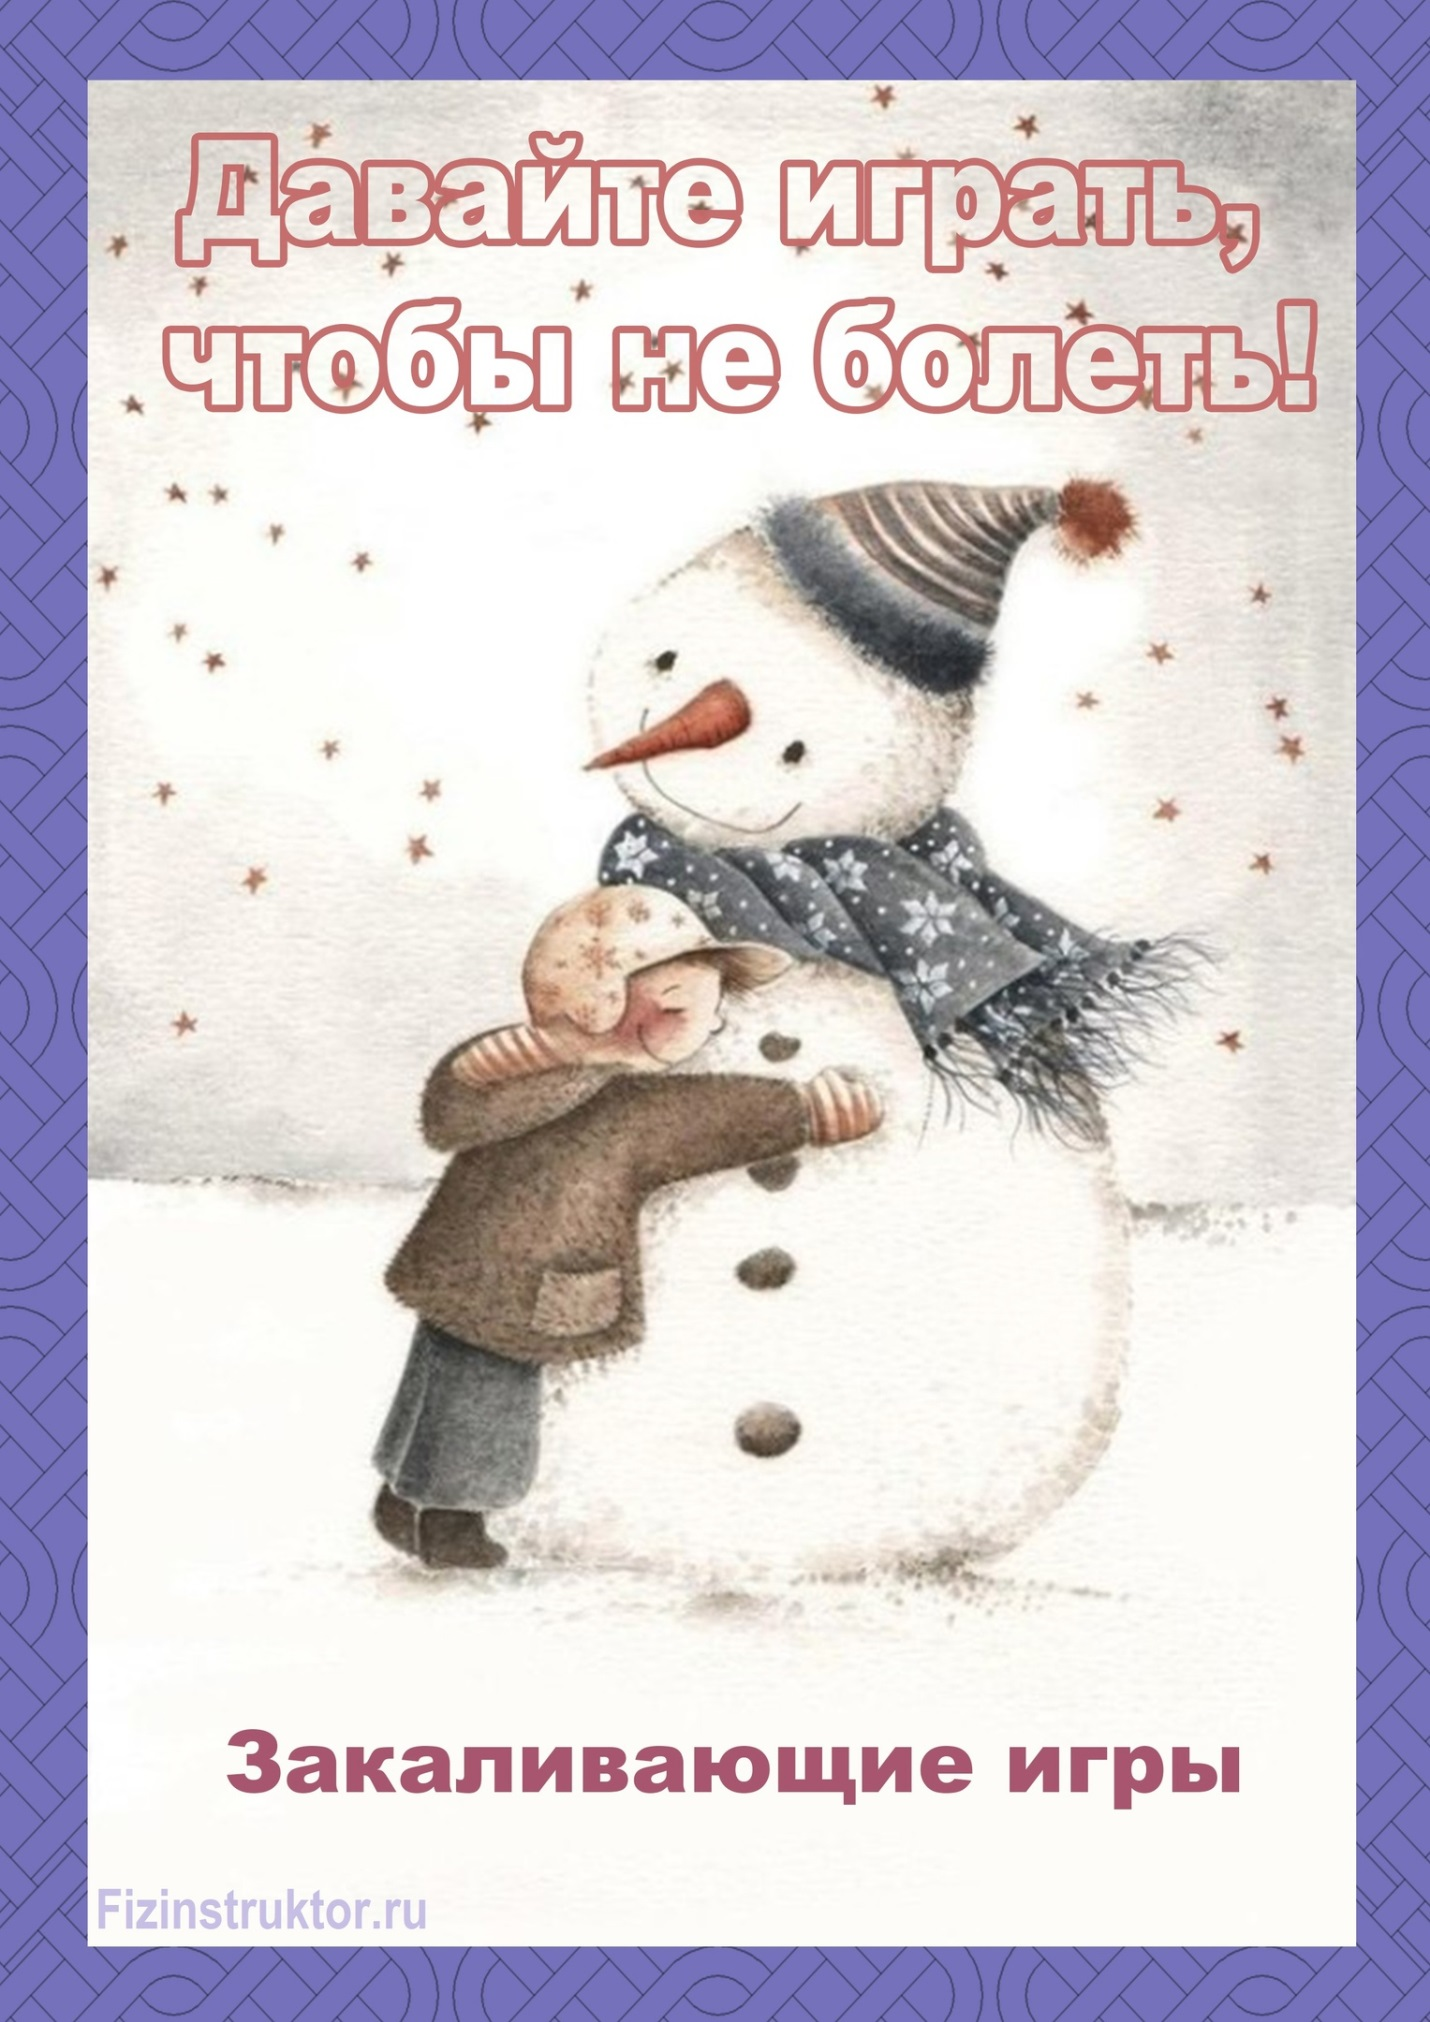 Давайте играть,
чтобы не болеть!
Закаливающие игры
Fizinstruktor.ru